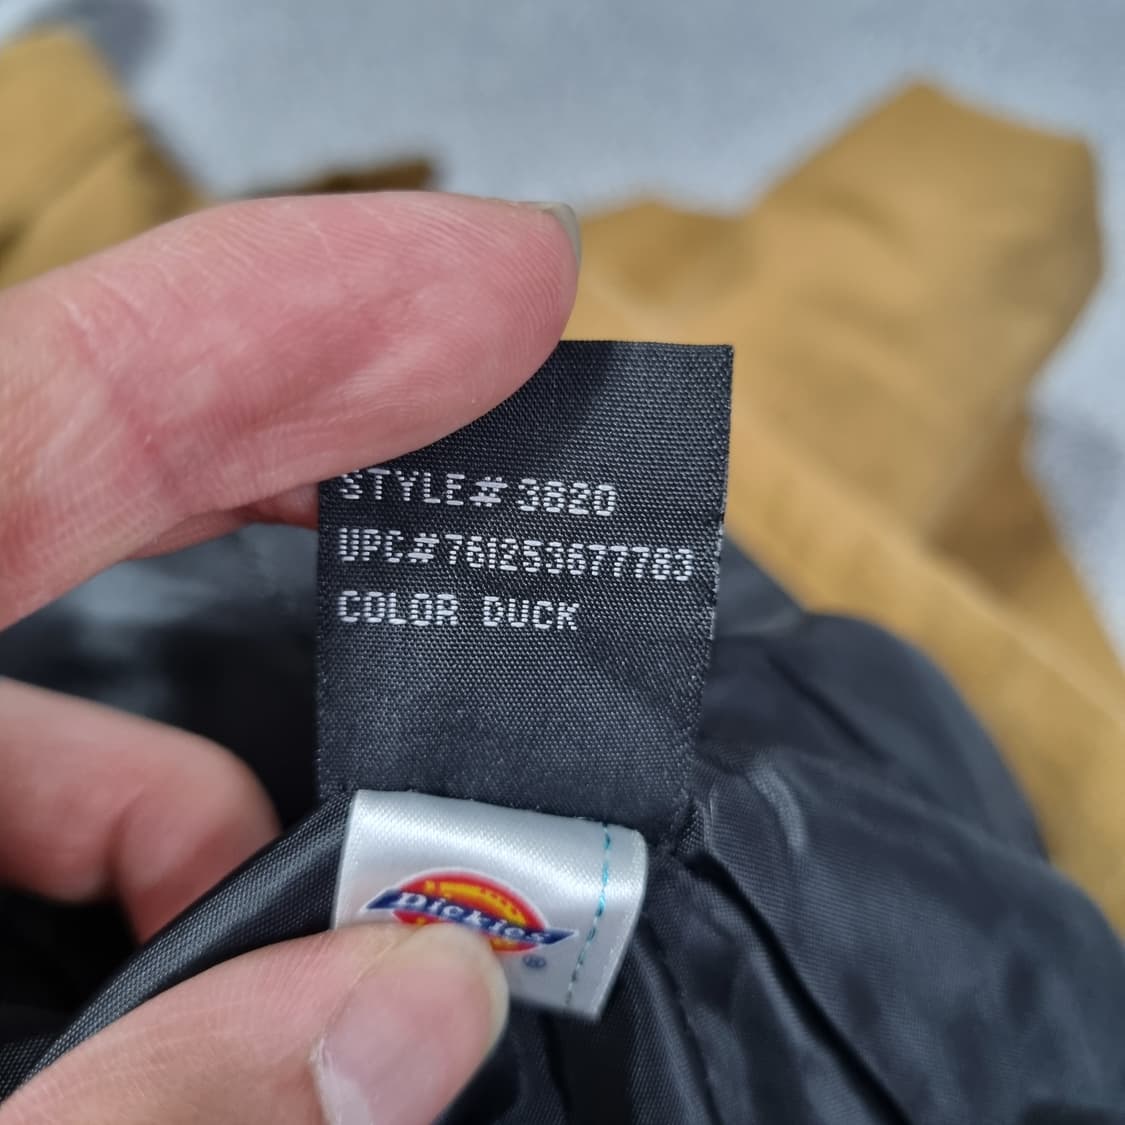 STYLE# 3820
UPC#761253677783
COLOR DUCK
Dickies
®